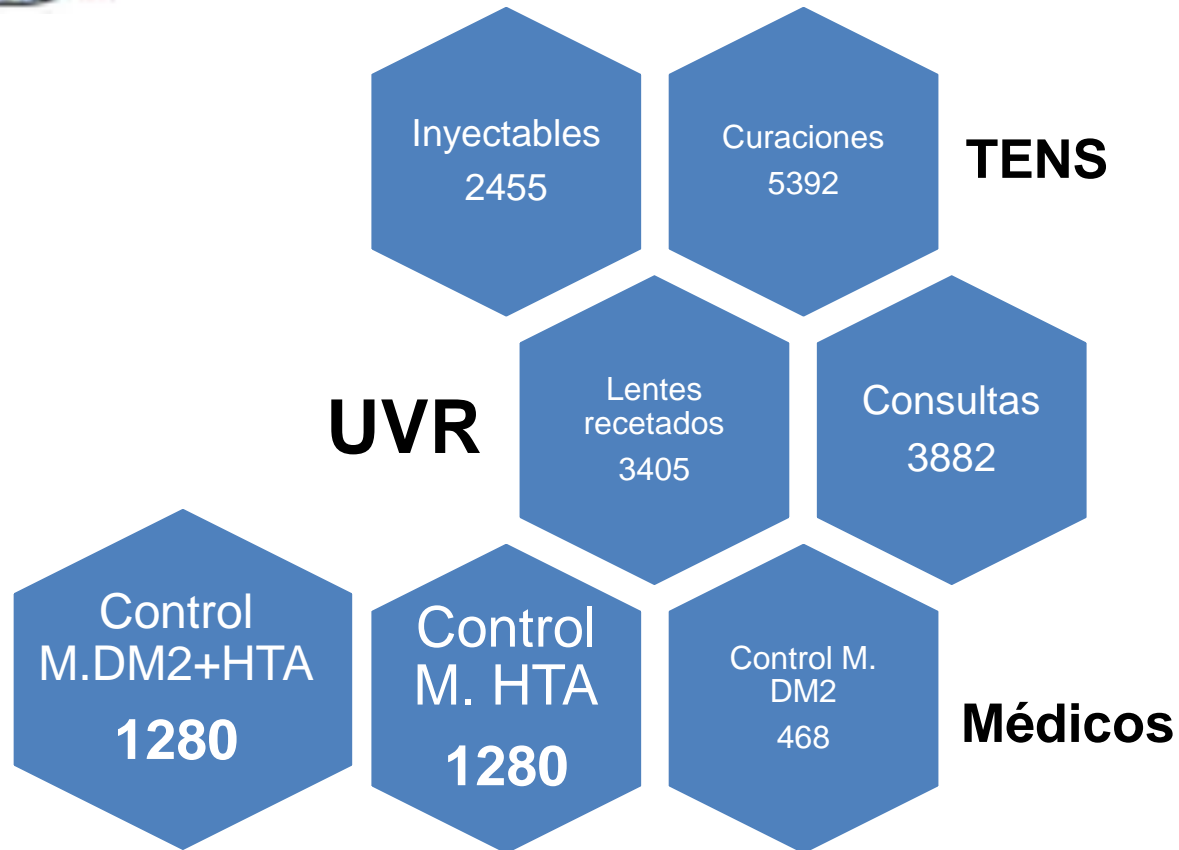 Inyectables
2455
Curaciones
5392
TENS
UVR
Lentes
recetados
3405
Consultas
3882
Control
M.DM2+HTA
1280
Control
M. HTA
1280
Control M.
DM2
468
Médicos